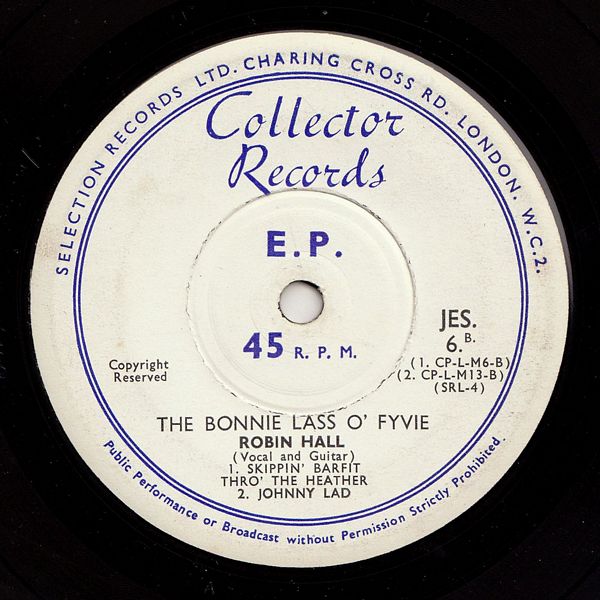 SELECTION RECORDS LTD. CHARING CROSS RD. LONDON. W.C.2.
Collector
Records
E.P.
45 R.P.M.
JES.
6.B.
(1. CP-L-M6-B)
(2. CP-L-M13-B)
(SRL-4)
Copyright
Reserved
THE BONNIE LASS O' FYVIE
ROBIN HALL
(Vocal and Guitar)
1. SKIPPIN' BARFIT
THRO' THE HEATHER
2. JOHNNY LAD
Public Performance or Broadcast without Permission Strictly Prohibited.